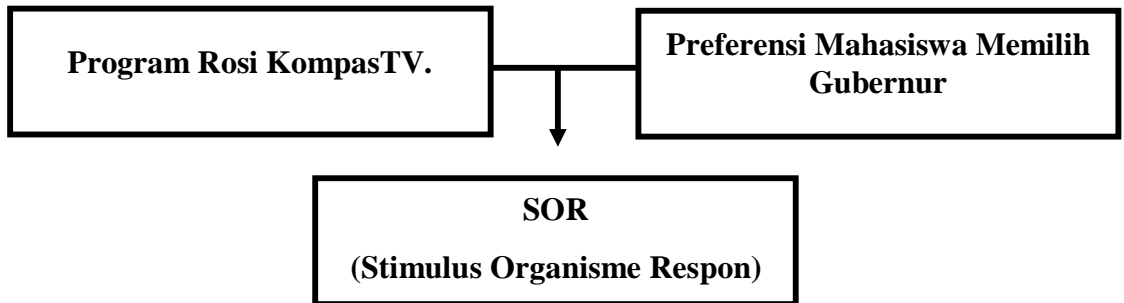 Program Rosi KompasTV.
Preferensi Mahasiswa Memilih
Gubernur
SOR
(Stimulus Organisme Respon)